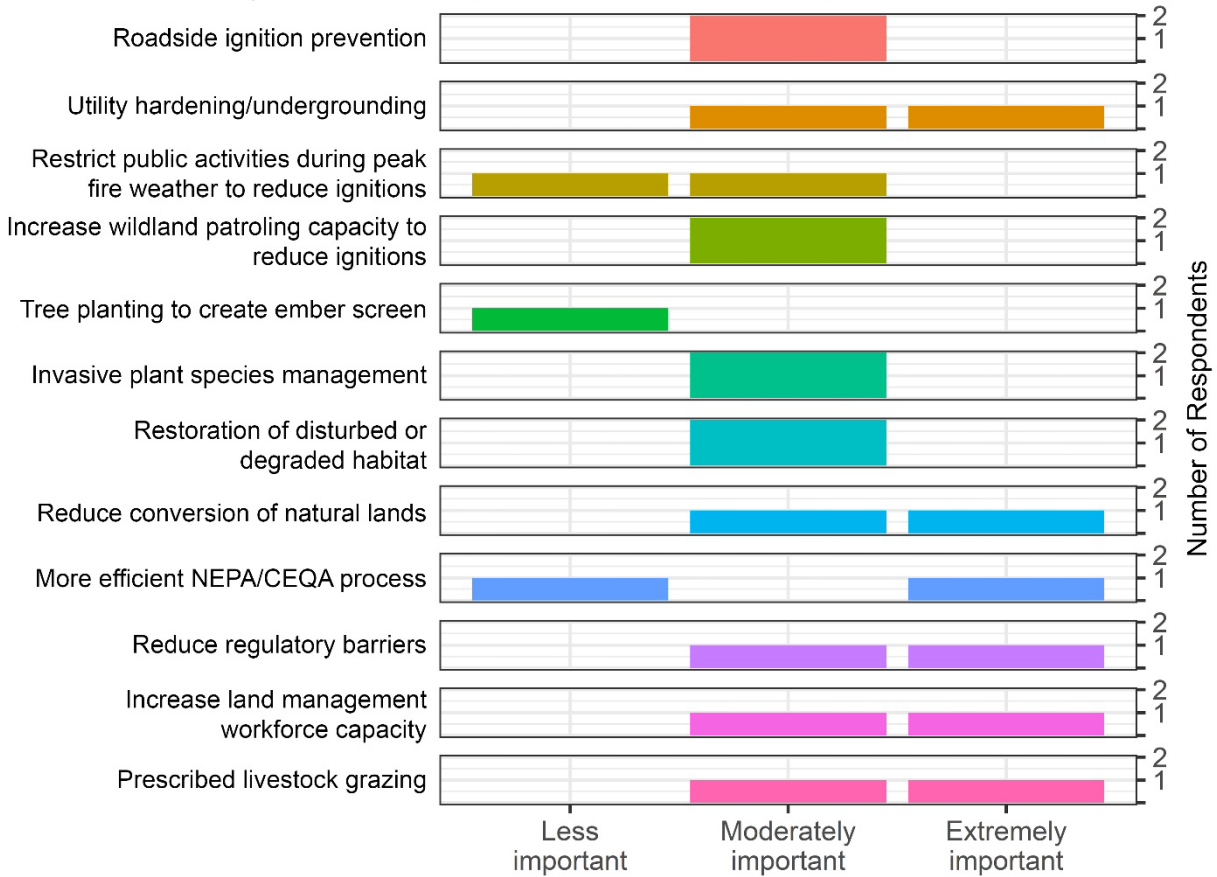 Roadside ignition prevention
2
1
Utility hardening/undergrounding
2
1
Restrict public activities during peak
fire weather to reduce ignitions
2
1
Increase wildland patroling capacity to
reduce ignitions
2
1
Tree planting to create ember screen
2
1
Invasive plant species management
2
1
Restoration of disturbed or
degraded habitat
2
1
Reduce conversion of natural lands
2
1
More efficient NEPA/CEQA process
2
1
Reduce regulatory barriers
2
1
Increase land management
workforce capacity
2
1
Prescribed livestock grazing
2
1
Number of Respondents
Less
important
Moderately
important
Extremely
important